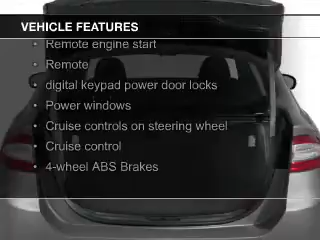 VEHICLE FEATURES
• Remote engine start
• Remote
• digital keypad power door locks
• Power windows
• Cruise controls on steering wheel
• Cruise control
• 4-wheel ABS Brakes